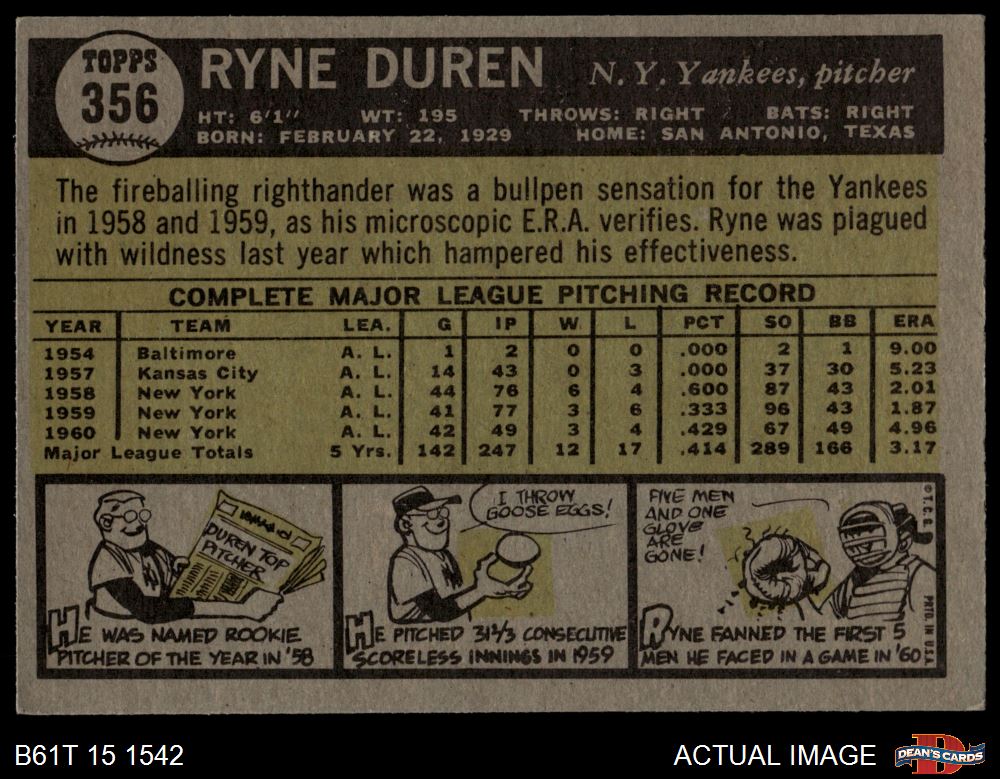 TOPPS
356
RYNE DUREN N. Y. Yankees, pitcher
HT: 6'1" WT: 195 THROWS: RIGHT BATS: RIGHT
BORN: FEBRUARY 22, 1929 HOME: SAN ANTONIO, TEXAS
The fireballing righthander was a bullpen sensation for the Yankees
in 1958 and 1959, as his microscopic E.R.A. verifies. Ryne was plagued
with wildness last year which hampered his effectiveness.
COMPLETE MAJOR LEAGUE PITCHING RECORD
YEAR TEAM LEA. G IP W L PCT SO BB ERA
1954 Baltimore A. L. 1 2 0 0 .000 2 1 9.00
1957 Kansas City A. L. 14 43 0 3 .000 37 30 5.23
1958 New York A. L. 44 76 6 4 .600 87 43 2.01
1959 New York A. L. 41 77 3 6 .333 96 43 1.87
1960 New York A. L. 42 49 3 4 .429 67 49 4.96
Major League Totals 5 Yrs. 142 247 12 17 .414 289 166 3.17
DUREN TOP
PITCHER
HE WAS NAMED ROOKIE
PITCHER OF THE YEAR IN '58
I THROW
GOOSE EGGS!
HE PITCHED 31⅓ CONSECUTIVE
SCORELESS INNINGS IN 1959
FIVE MEN
AND ONE
GLOVE
ARE
GONE!
RYNE FANNED THE FIRST 5
MEN HE FACED IN A GAME IN '60
© T.C.G.
PRTD. IN U.S.A.
B61T 15 1542
ACTUAL IMAGE
DEAN'S CARDS